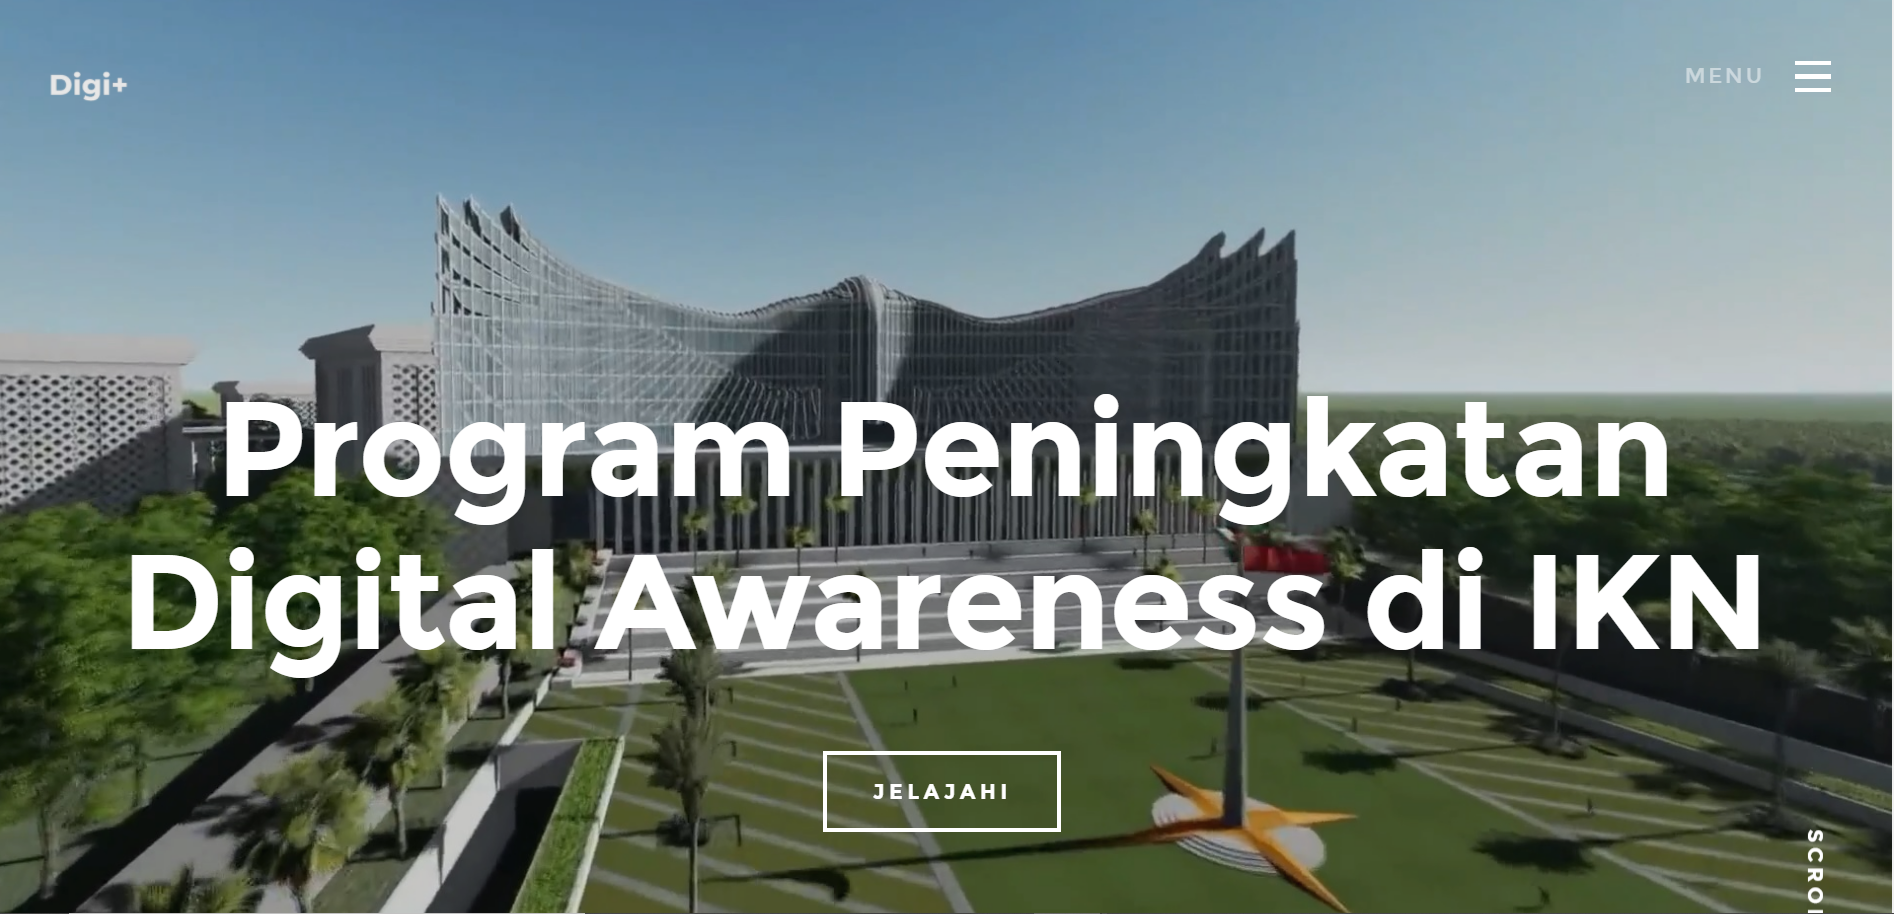 Digi+
MENU
Program Peningkatan
Digital Awareness di IKN
JELAJAHI